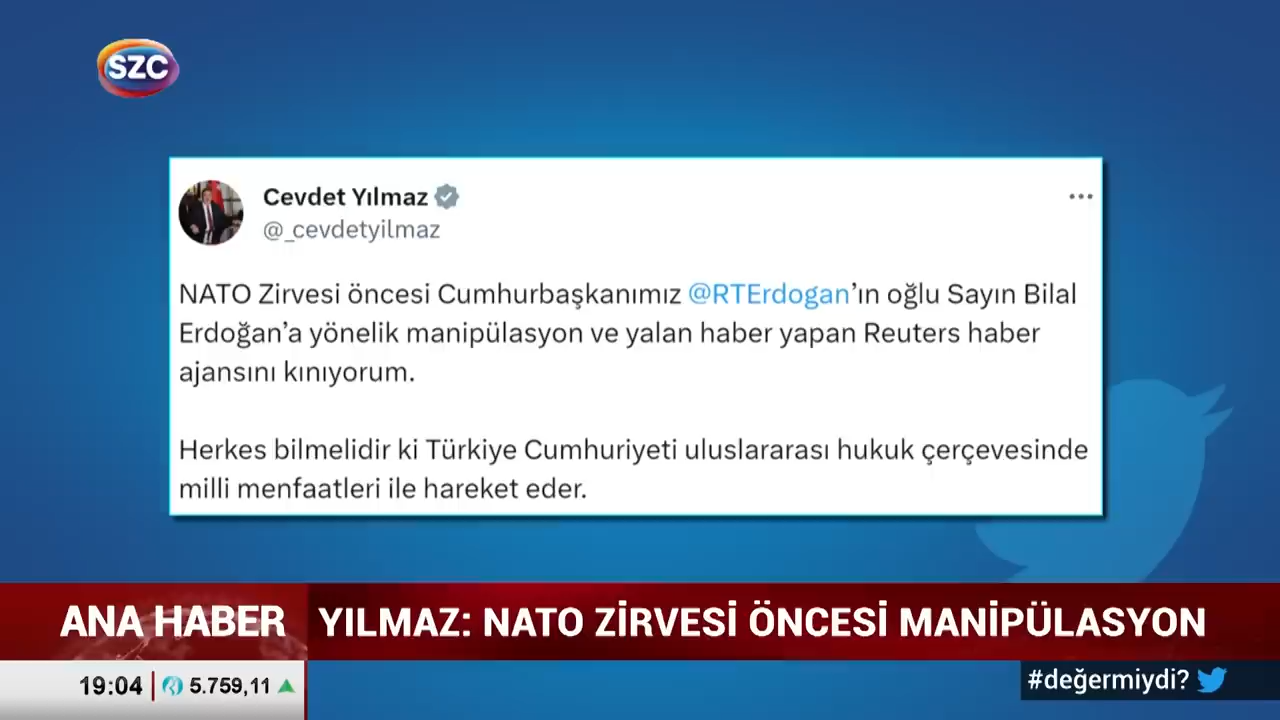 SZC
Cevdet Yılmaz
@_cevdetyilmaz
NATO Zirvesi öncesi Cumhurbaşkanımız @RTErdogan’ın oğlu Sayın Bilal
Erdoğan’a yönelik manipülasyon ve yalan haber yapan Reuters haber
ajansını kınıyorum.
Herkes bilmelidir ki Türkiye Cumhuriyeti uluslararası hukuk çerçevesinde
milli menfaatleri ile hareket eder.
ANA HABER
YILMAZ: NATO ZİRVESİ ÖNCESİ MANİPÜLASYON
19:04
5.759,11
#değermiydi?